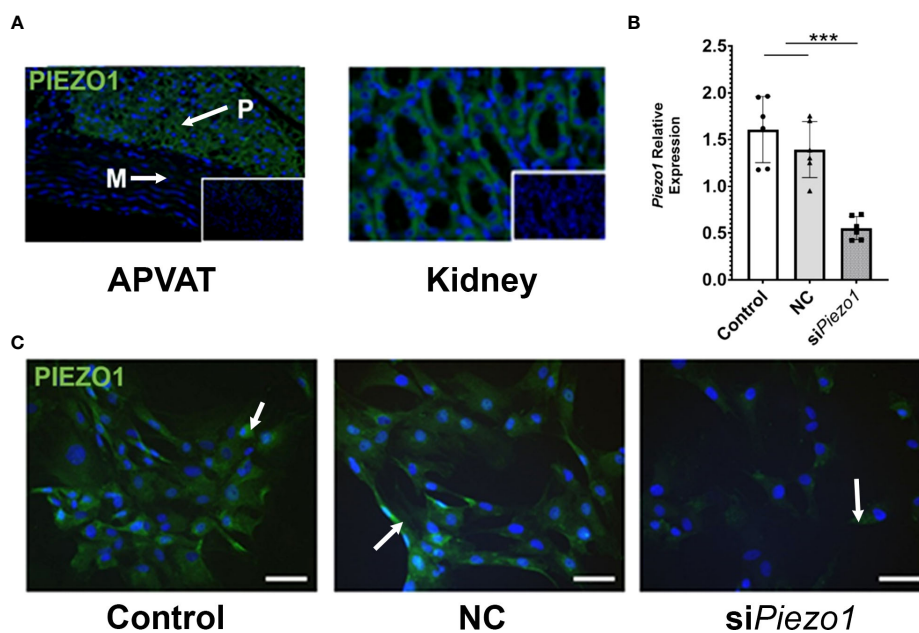 A
PIEZO1
P
M
APVAT
Kidney
B
***
2.5
2.0
1.5
1.0
0.5
0.0
Piezo1 Relative
Expression
Control
NC
siPiezo1
C
PIEZO1
Control
NC
siPiezo1